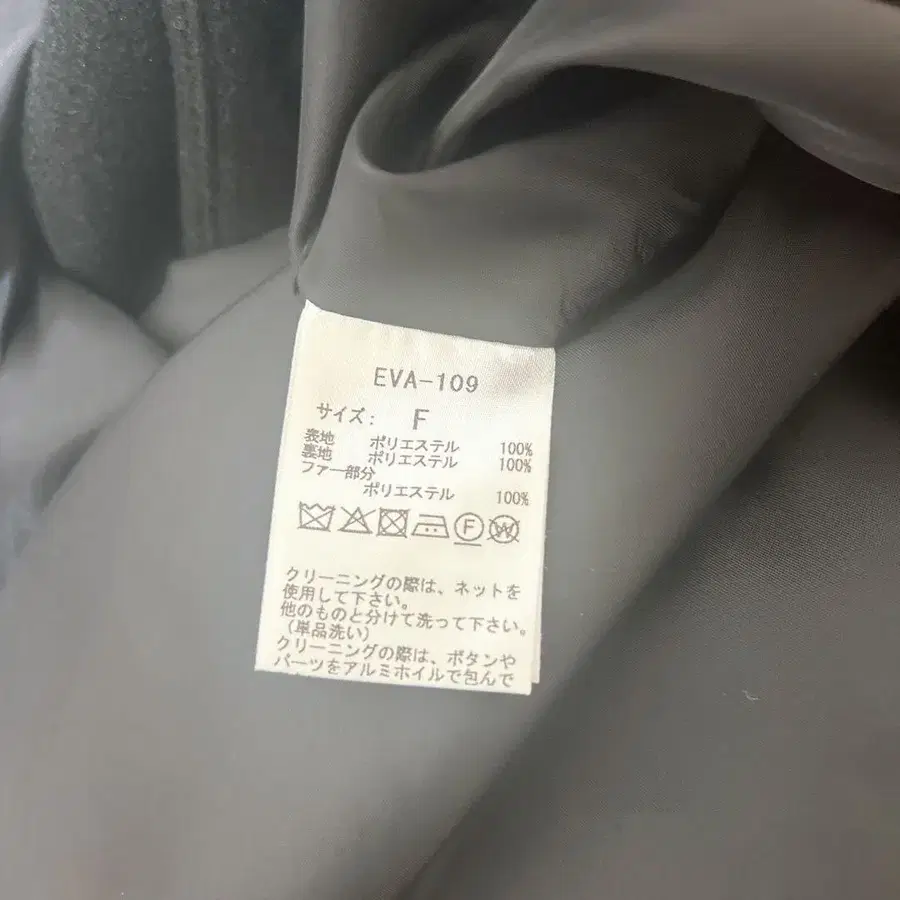 EVA-109
サイズ: F
表地 ポリエステル 100%
裏地 ポリエステル 100%
ファー部分
ポリエステル 100%
F W
クリーニングの際は、ネットを
使用して下さい。
他のものと分けて洗って下さい。
(単品洗い)
クリーニングの際は、ボタンや
パーツをアルミホイルで包んで